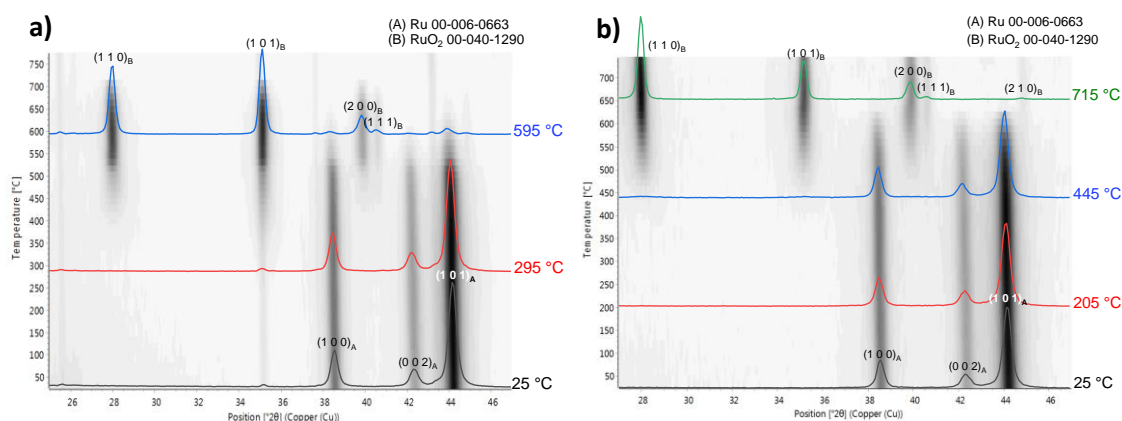 a)
(A) Ru 00-006-0663
(B) RuO₂ 00-040-1290
(1 1 0)B
(1 0 1)B
(2 0 0)B
(1 1 1)B
595 °C
295 °C
(1 0 1)A
(1 0 0)A
(0 0 2)A
25 °C
Temperature [°C]
750
700
650
600
550
500
450
400
350
300
250
200
150
100
50
26 28 30 32 34 36 38 40 42 44 46
Position [°2θ] (Copper (Cu))
b)
(A) Ru 00-006-0663
(B) RuO₂ 00-040-1290
(1 1 0)B
(1 0 1)B
(2 0 0)B
(1 1 1)B
(2 1 0)B
715 °C
445 °C
205 °C
(1 0 1)A
(1 0 0)A
(0 0 2)A
25 °C
Temperature [°C]
700
650
600
550
500
450
400
350
300
250
200
150
100
50
28 30 32 34 36 38 40 42 44 46
Position [°2θ] (Copper (Cu))